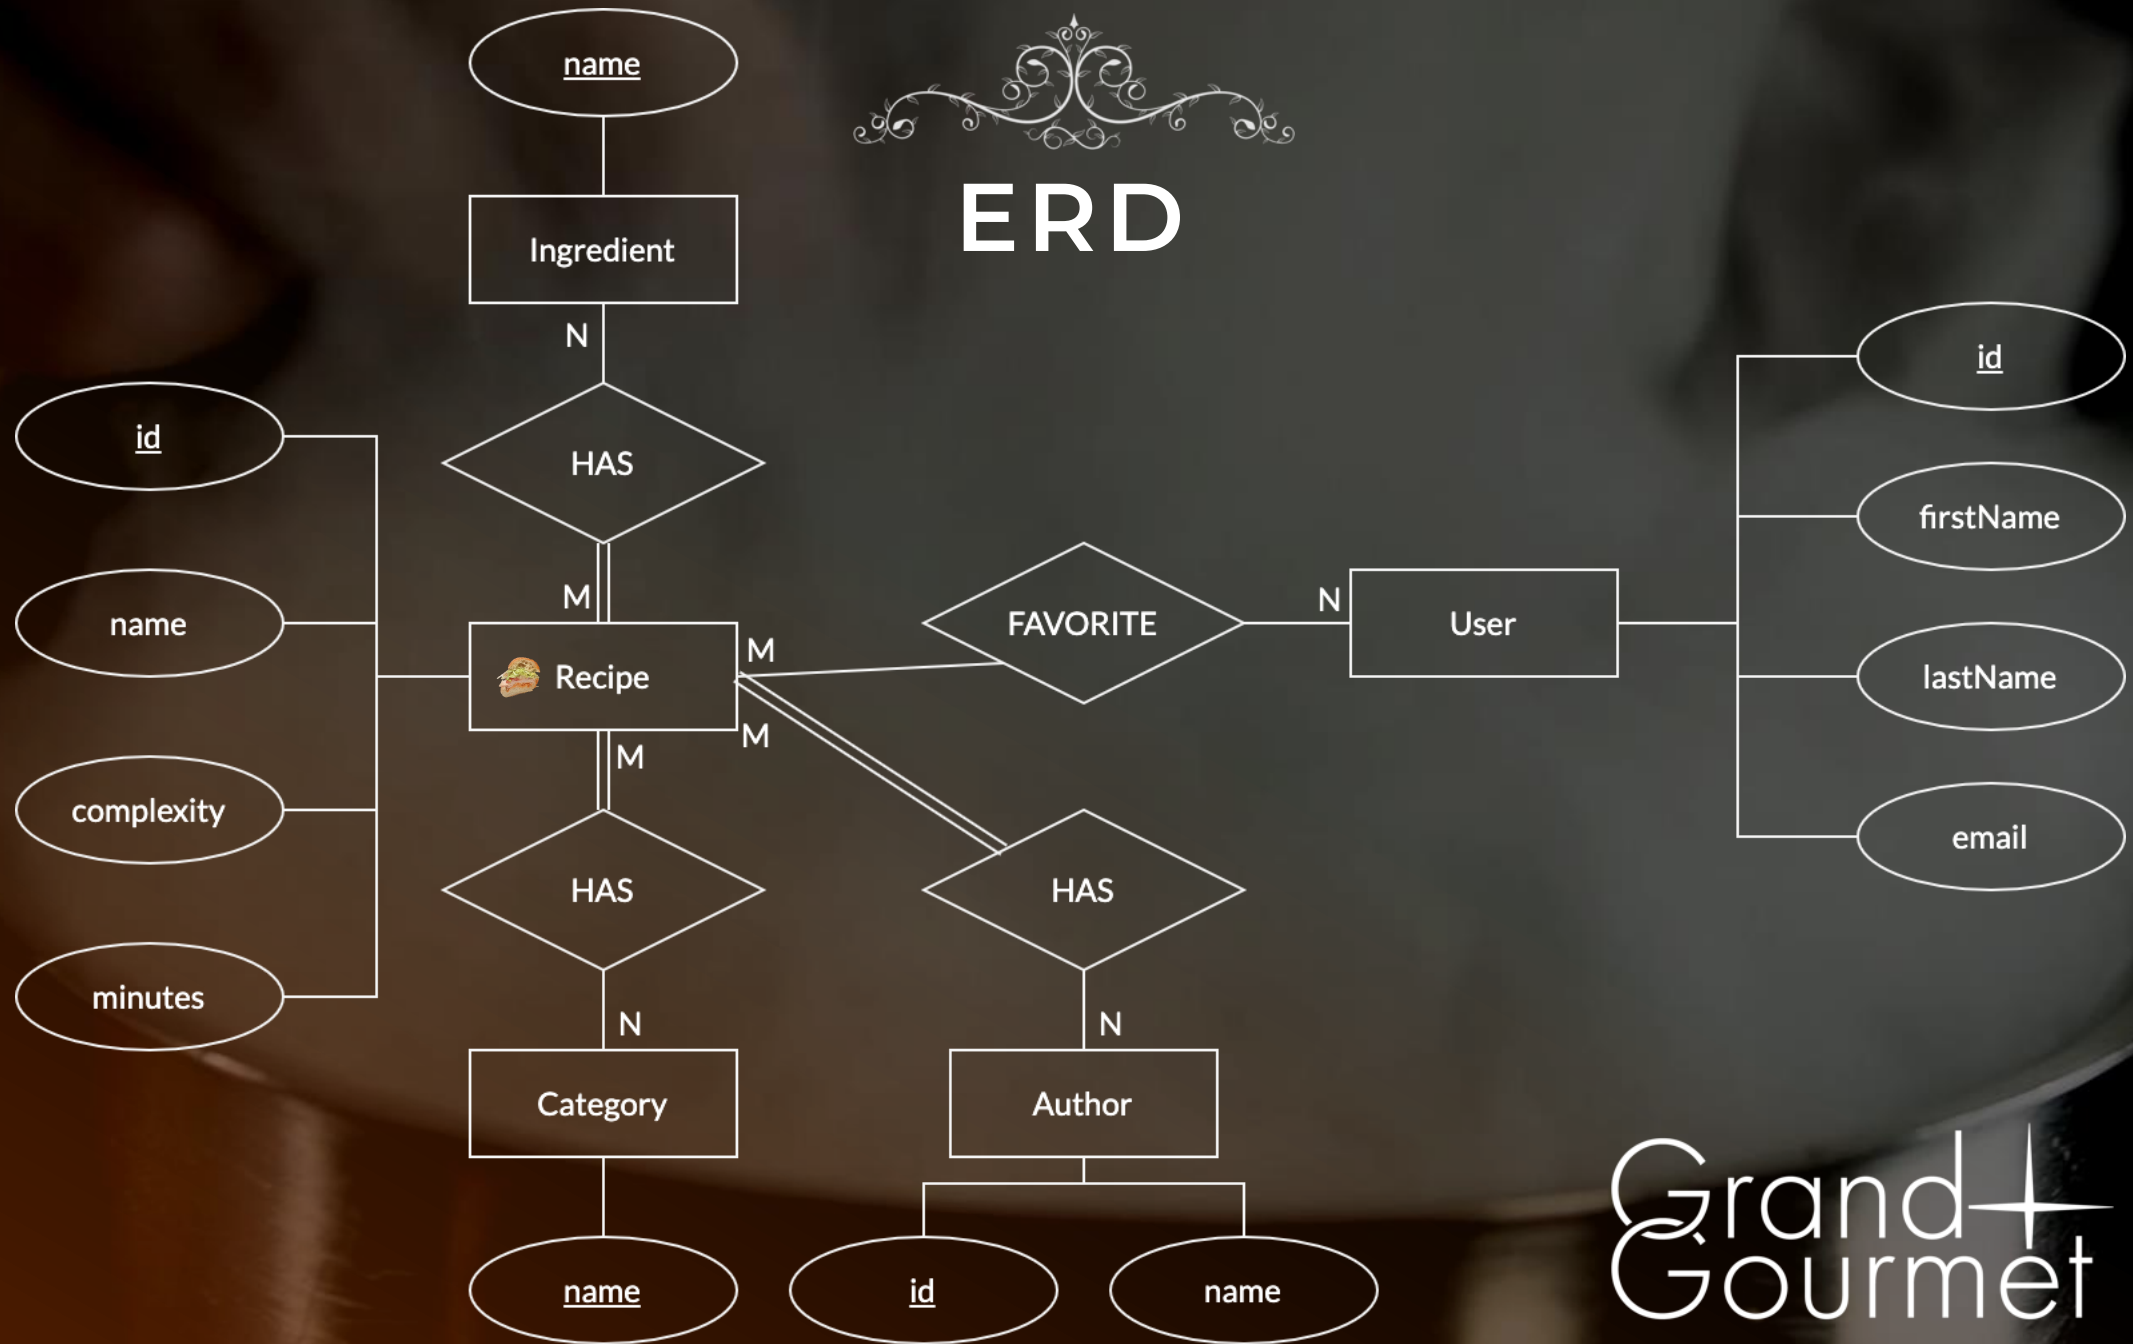 name
ERD
Ingredient
N
id
HAS
id
firstName
name
M
FAVORITE
N
User
M
Recipe
lastName
M
M
complexity
email
HAS
HAS
minutes
N
N
Category
Author
name
id
name
Grand
Gourmet